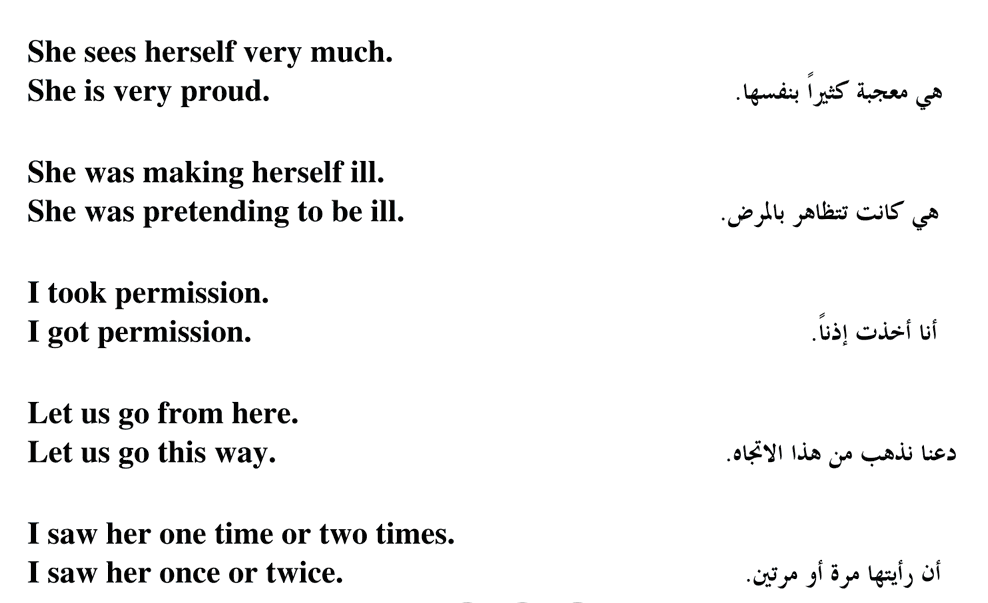 She sees herself very much.
She is very proud. هي معجبة كثيراً بنفسها.
She was making herself ill.
She was pretending to be ill. هي كانت تتظاهر بالمرض.
I took permission.
I got permission. أنا أخذت إذناً.
Let us go from here.
Let us go this way. دعنا نذهب من هذا الاتجاه.
I saw her one time or two times.
I saw her once or twice. أن رأيتها مرة أو مرتين.